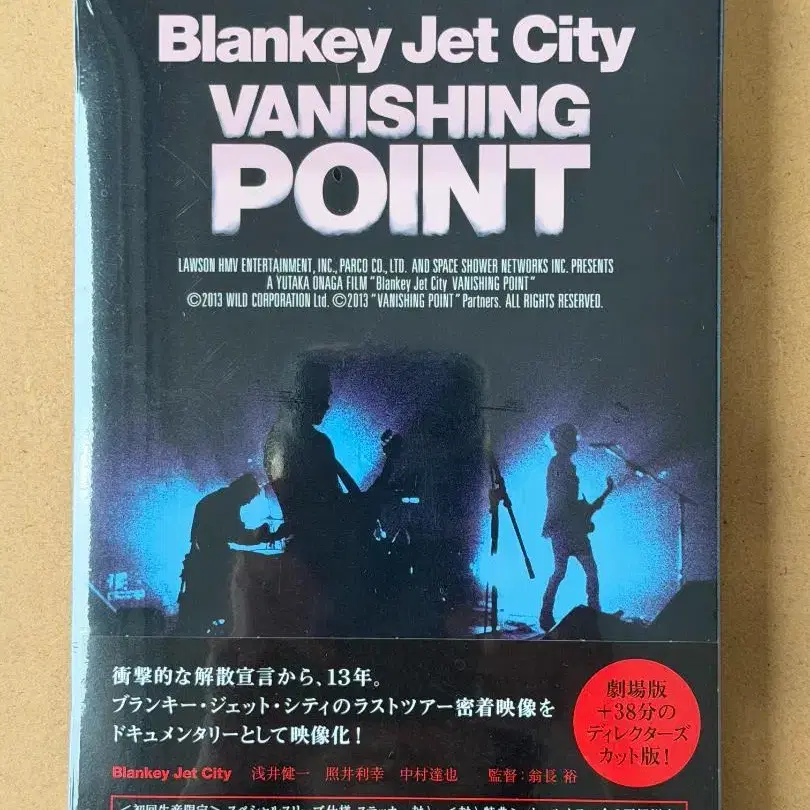 Blankey Jet City
VANISHING
POINT
LAWSON HMV ENTERTAINMENT, INC., PARCO CO., LTD. AND SPACE SHOWER NETWORKS INC. PRESENTS
A YUTAKA ONAGA FILM "Blankey Jet City VANISHING POINT"
©2013 WILD CORPORATION Ltd. ©2013 "VANISHING POINT" Partners. ALL RIGHTS RESERVED.
衝撃的な解散宣言から、13年。
ブランキー・ジェット・シティのラストツアー密着映像を
ドキュメンタリーとして映像化！
劇場版
+38分の
ディレクターズ
カット版！
Blankey Jet City 浅井健一 照井利幸 中村達也 監督：翁長 裕